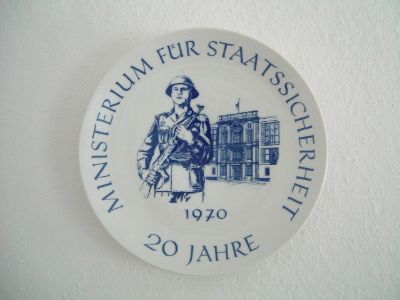 MINISTERIUM FÜR STAATSSICHERHEIT
1970
20 JAHRE